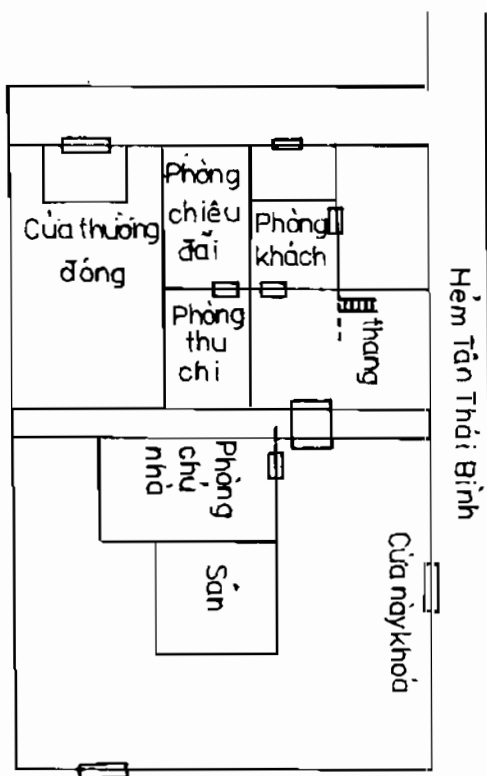 Phòng
chiêu
đãi
Cửa thường
đóng
Phòng
khách
Phòng
thu
chi
thang
Hẻm Tân Thái Bình
Phòng
chủ
nhà
Sân
Cửa này khoá